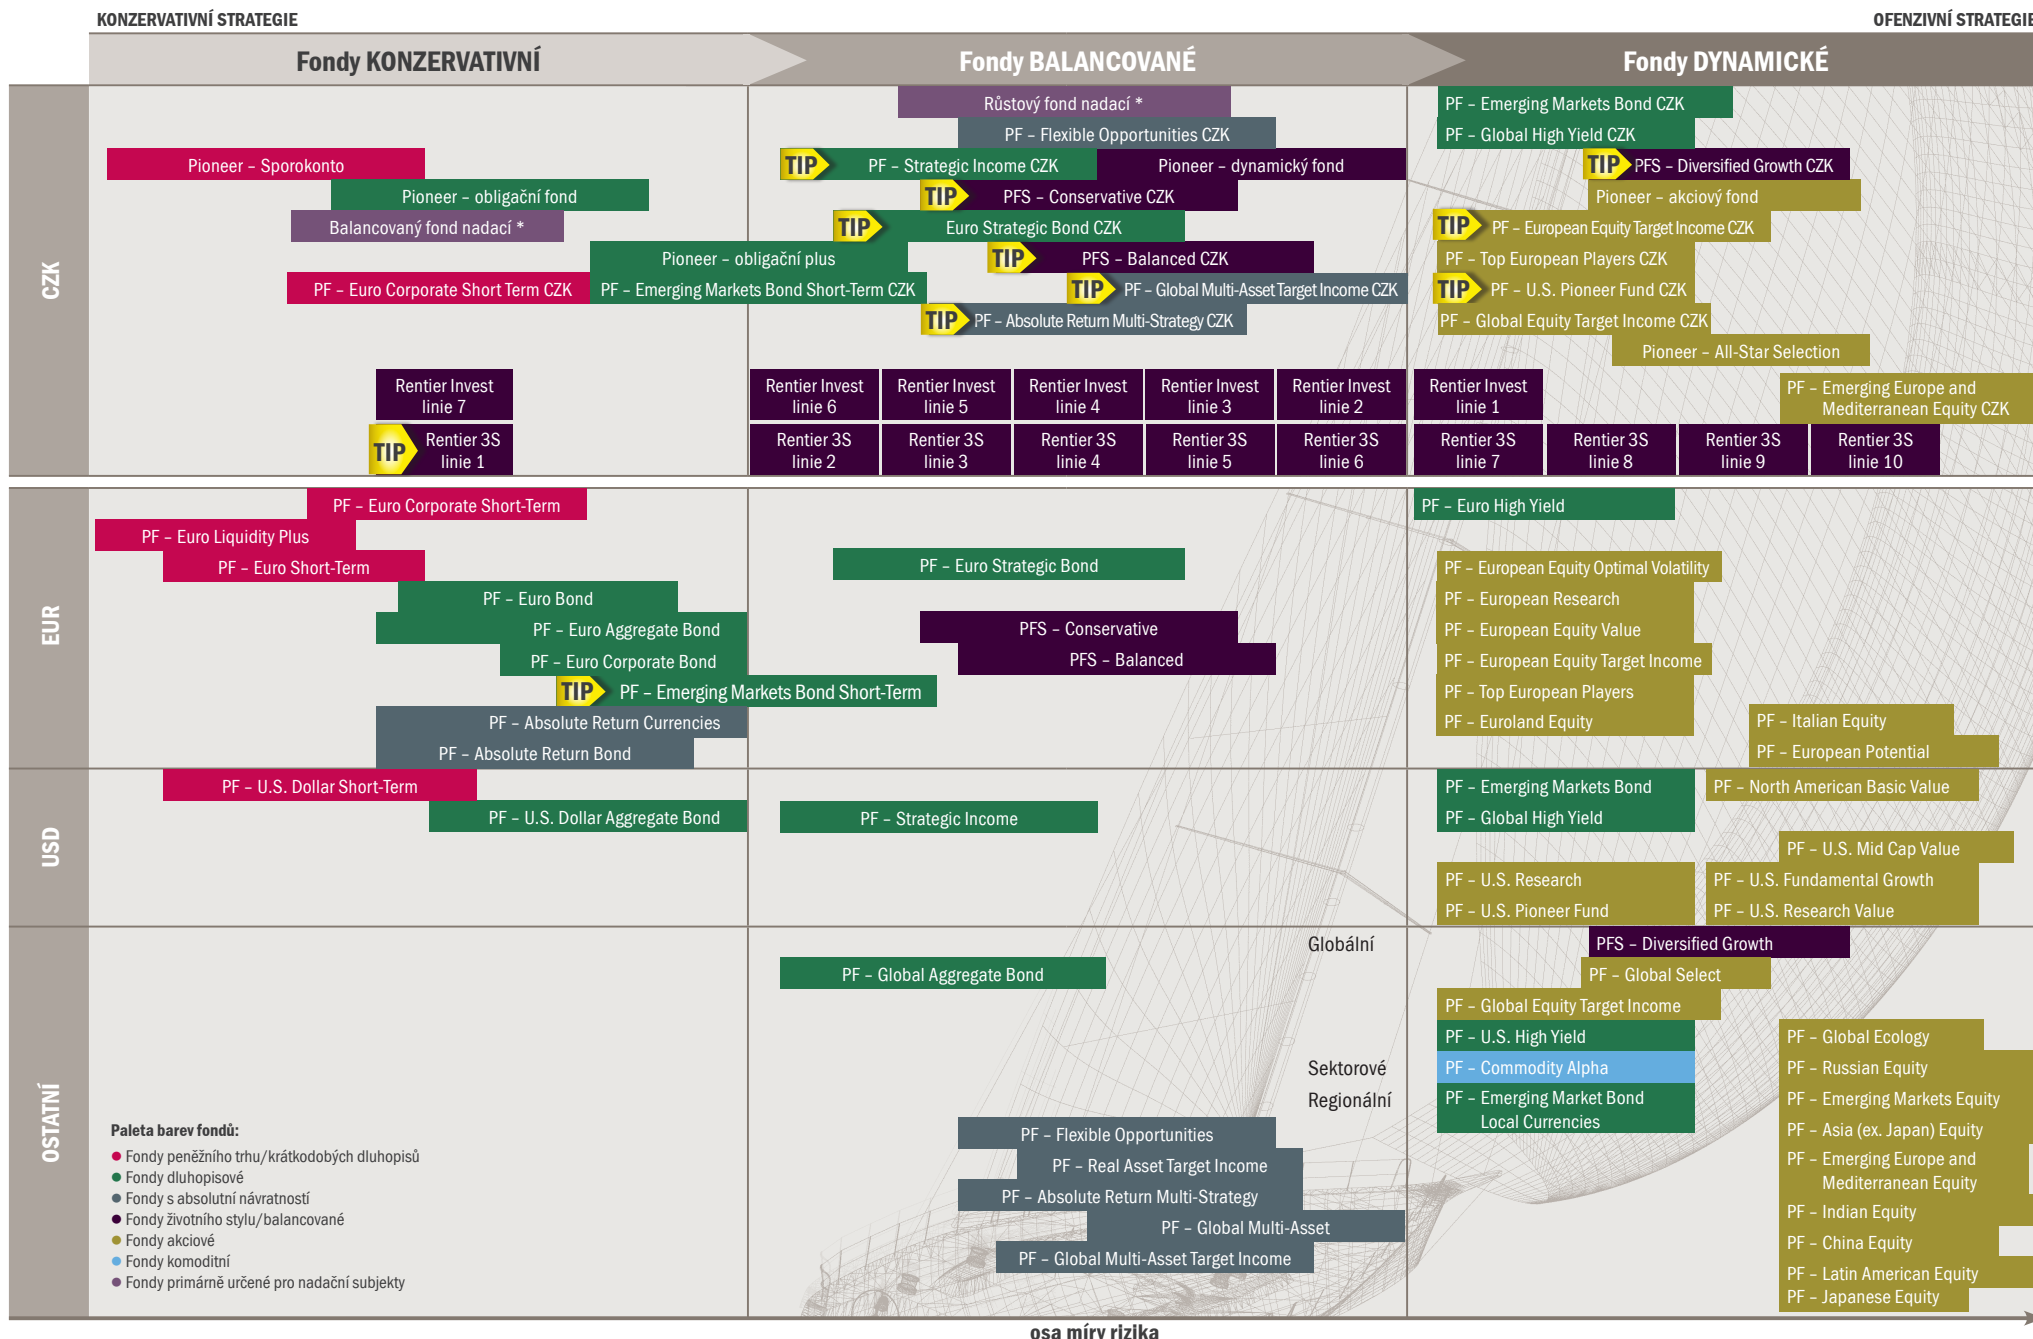 KONZERVATIVNÍ STRATEGIE
OFENZIVNÍ STRATEGIE
Fondy KONZERVATIVNÍ
Fondy BALANCOVANÉ
Fondy DYNAMICKÉ
CZK
Růstový fond nadací *
PF – Emerging Markets Bond CZK
PF – Flexible Opportunities CZK
PF – Global High Yield CZK
Pioneer – Sporokonto
TIP PF – Strategic Income CZK
Pioneer – dynamický fond
TIP PFS – Diversified Growth CZK
Pioneer – obligační fond
TIP PFS – Conservative CZK
Pioneer – akciový fond
Balancovaný fond nadací *
TIP Euro Strategic Bond CZK
TIP PF – European Equity Target Income CZK
Pioneer – obligační plus
TIP PFS – Balanced CZK
PF – Top European Players CZK
PF – Euro Corporate Short Term CZK
PF – Emerging Markets Bond Short-Term CZK
TIP PF – Global Multi-Asset Target Income CZK
TIP PF – U.S. Pioneer Fund CZK
TIP PF – Absolute Return Multi-Strategy CZK
PF – Global Equity Target Income CZK
Pioneer – All-Star Selection
Rentier Invest
linie 7
Rentier Invest
linie 6
Rentier Invest
linie 5
Rentier Invest
linie 4
Rentier Invest
linie 3
Rentier Invest
linie 2
Rentier Invest
linie 1
PF – Emerging Europe and
Mediterranean Equity CZK
TIP Rentier 3S
linie 1
Rentier 3S
linie 2
Rentier 3S
linie 3
Rentier 3S
linie 4
Rentier 3S
linie 5
Rentier 3S
linie 6
Rentier 3S
linie 7
Rentier 3S
linie 8
Rentier 3S
linie 9
Rentier 3S
linie 10
EUR
PF – Euro Corporate Short-Term
PF – Euro High Yield
PF – Euro Liquidity Plus
PF – Euro Short-Term
PF – Euro Strategic Bond
PF – European Equity Optimal Volatility
PF – Euro Bond
PF – European Research
PF – Euro Aggregate Bond
PFS – Conservative
PF – European Equity Value
PF – Euro Corporate Bond
PFS – Balanced
PF – European Equity Target Income
TIP PF – Emerging Markets Bond Short-Term
PF – Top European Players
PF – Absolute Return Currencies
PF – Euroland Equity
PF – Italian Equity
PF – Absolute Return Bond
PF – European Potential
USD
PF – U.S. Dollar Short-Term
PF – Emerging Markets Bond
PF – North American Basic Value
PF – U.S. Dollar Aggregate Bond
PF – Strategic Income
PF – Global High Yield
PF – U.S. Mid Cap Value
PF – U.S. Research
PF – U.S. Fundamental Growth
PF – U.S. Pioneer Fund
PF – U.S. Research Value
OSTATNÍ
Globální
PFS – Diversified Growth
PF – Global Aggregate Bond
PF – Global Select
PF – Global Equity Target Income
PF – U.S. High Yield
PF – Global Ecology
Sektorové
PF – Commodity Alpha
PF – Russian Equity
Regionální
PF – Emerging Market Bond
Local Currencies
PF – Emerging Markets Equity
PF – Flexible Opportunities
PF – Asia (ex. Japan) Equity
PF – Real Asset Target Income
PF – Emerging Europe and
Mediterranean Equity
PF – Absolute Return Multi-Strategy
PF – Indian Equity
PF – Global Multi-Asset
PF – China Equity
PF – Global Multi-Asset Target Income
PF – Latin American Equity
PF – Japanese Equity
Paleta barev fondů:
Fondy peněžního trhu/krátkodobých dluhopisů
Fondy dluhopisové
Fondy s absolutní návratností
Fondy životního stylu/balancované
Fondy akciové
Fondy komoditní
Fondy primárně určené pro nadační subjekty
osa míry rizika